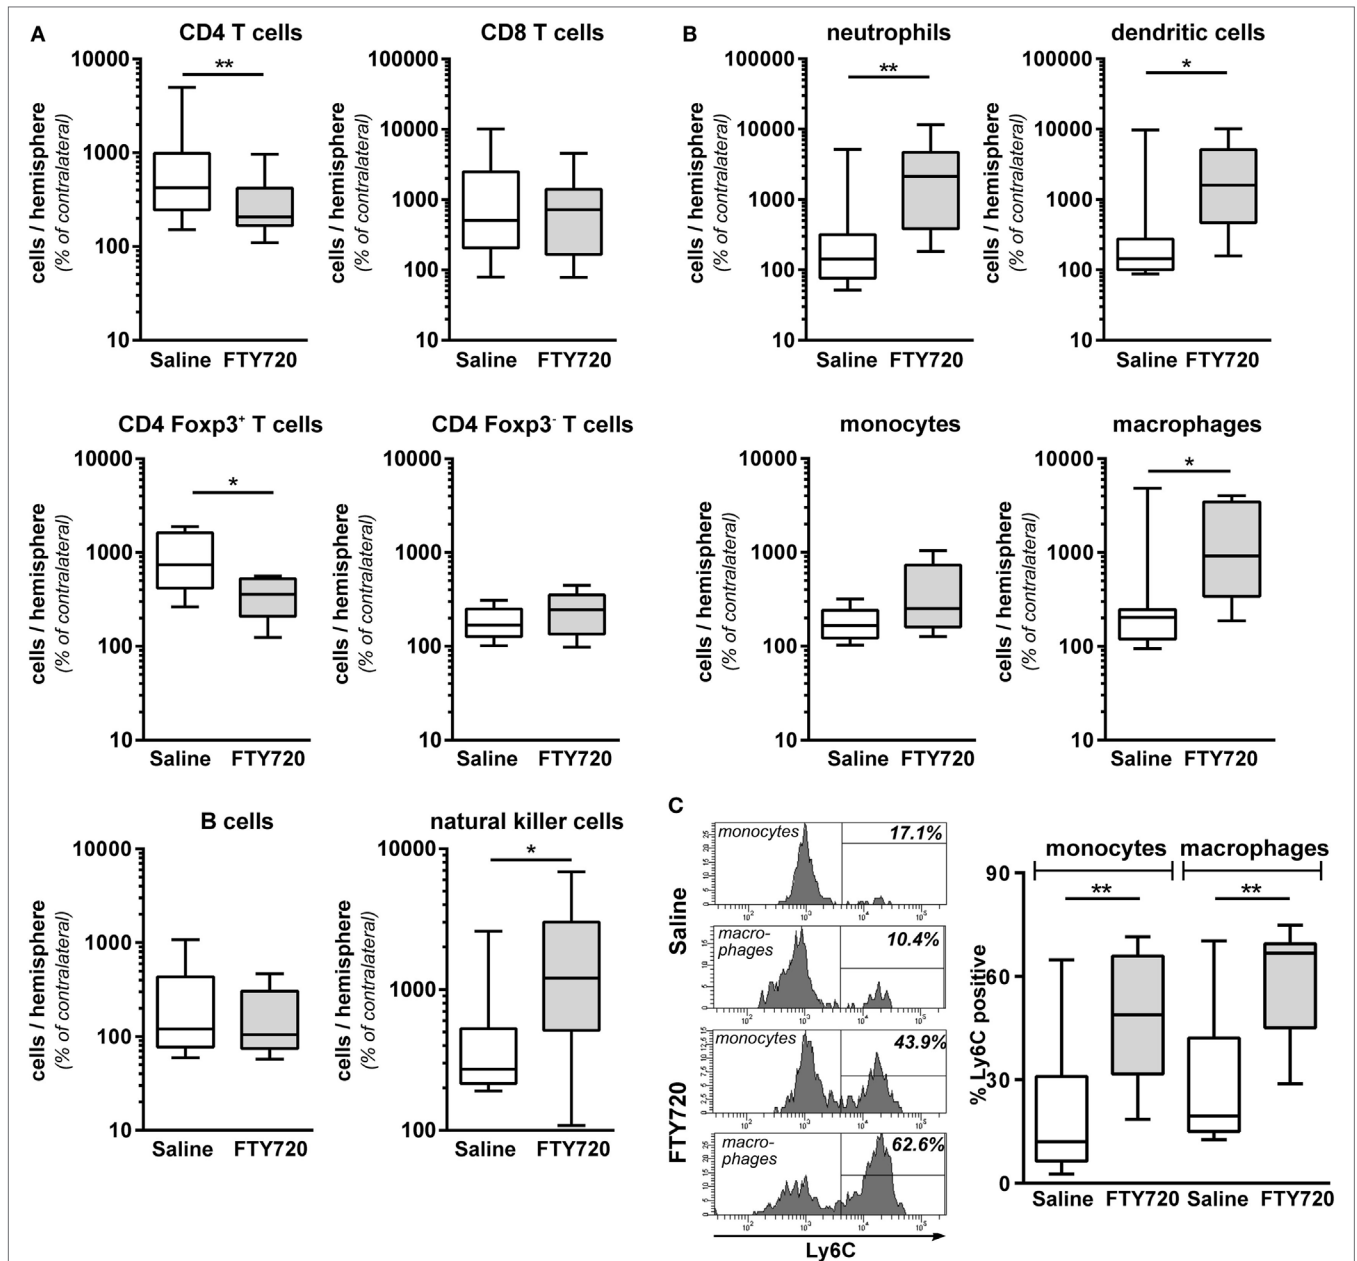 A
CD4 T cells
CD8 T cells
B
neutrophils
dendritic cells
cells / hemisphere
(% of contralateral)
10000
1000
100
10
**
Saline FTY720
cells / hemisphere
(% of contralateral)
100000
10000
1000
100
10
Saline FTY720
cells / hemisphere
(% of contralateral)
100000
10000
1000
100
10
**
Saline FTY720
cells / hemisphere
(% of contralateral)
100000
10000
1000
100
10
*
Saline FTY720
CD4 Foxp3+ T cells
CD4 Foxp3- T cells
monocytes
macrophages
cells / hemisphere
(% of contralateral)
10000
1000
100
10
*
Saline FTY720
cells / hemisphere
(% of contralateral)
10000
1000
100
10
Saline FTY720
cells / hemisphere
(% of contralateral)
10000
1000
100
10
Saline FTY720
cells / hemisphere
(% of contralateral)
10000
1000
100
10
*
Saline FTY720
B cells
natural killer cells
cells / hemisphere
(% of contralateral)
10000
1000
100
10
Saline FTY720
cells / hemisphere
(% of contralateral)
10000
1000
100
*
Saline FTY720
C
Saline
monocytes
17.1%
macro-
phages
10.4%
FTY720
monocytes
43.9%
macro-
phages
62.6%
Ly6C
monocytes macrophages
% Ly6C positive
90
60
30
0
**
**
Saline FTY720 Saline FTY720